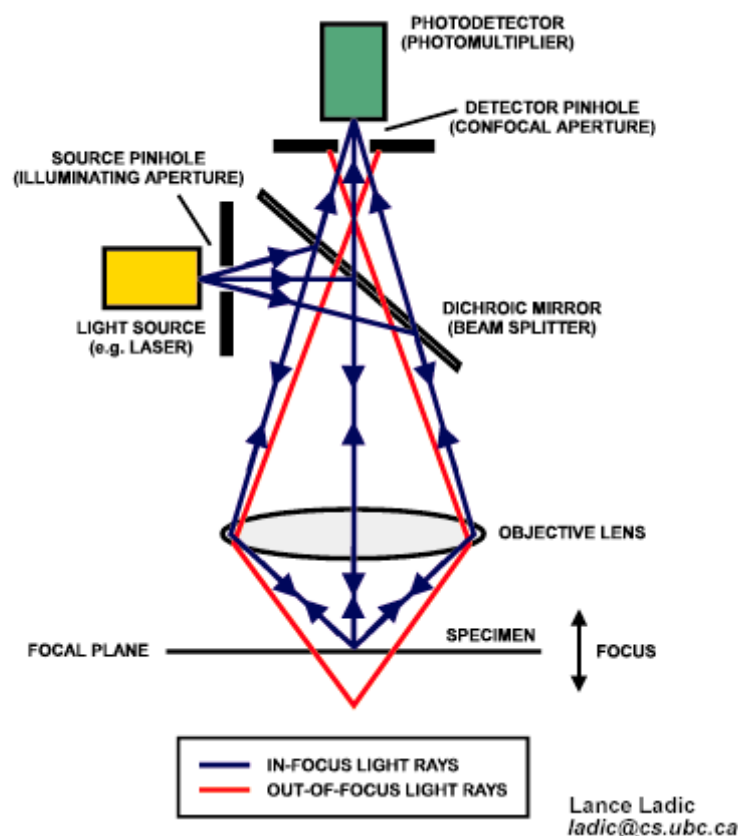 PHOTODETECTOR
(PHOTOMULTIPLIER)
DETECTOR PINHOLE
(CONFOCAL APERTURE)
SOURCE PINHOLE
(ILLUMINATING APERTURE)
LIGHT SOURCE
(e.g. LASER)
DICHROIC MIRROR
(BEAM SPLITTER)
OBJECTIVE LENS
SPECIMEN
FOCAL PLANE
FOCUS
IN-FOCUS LIGHT RAYS
OUT-OF-FOCUS LIGHT RAYS
Lance Ladic
ladic@cs.ubc.ca